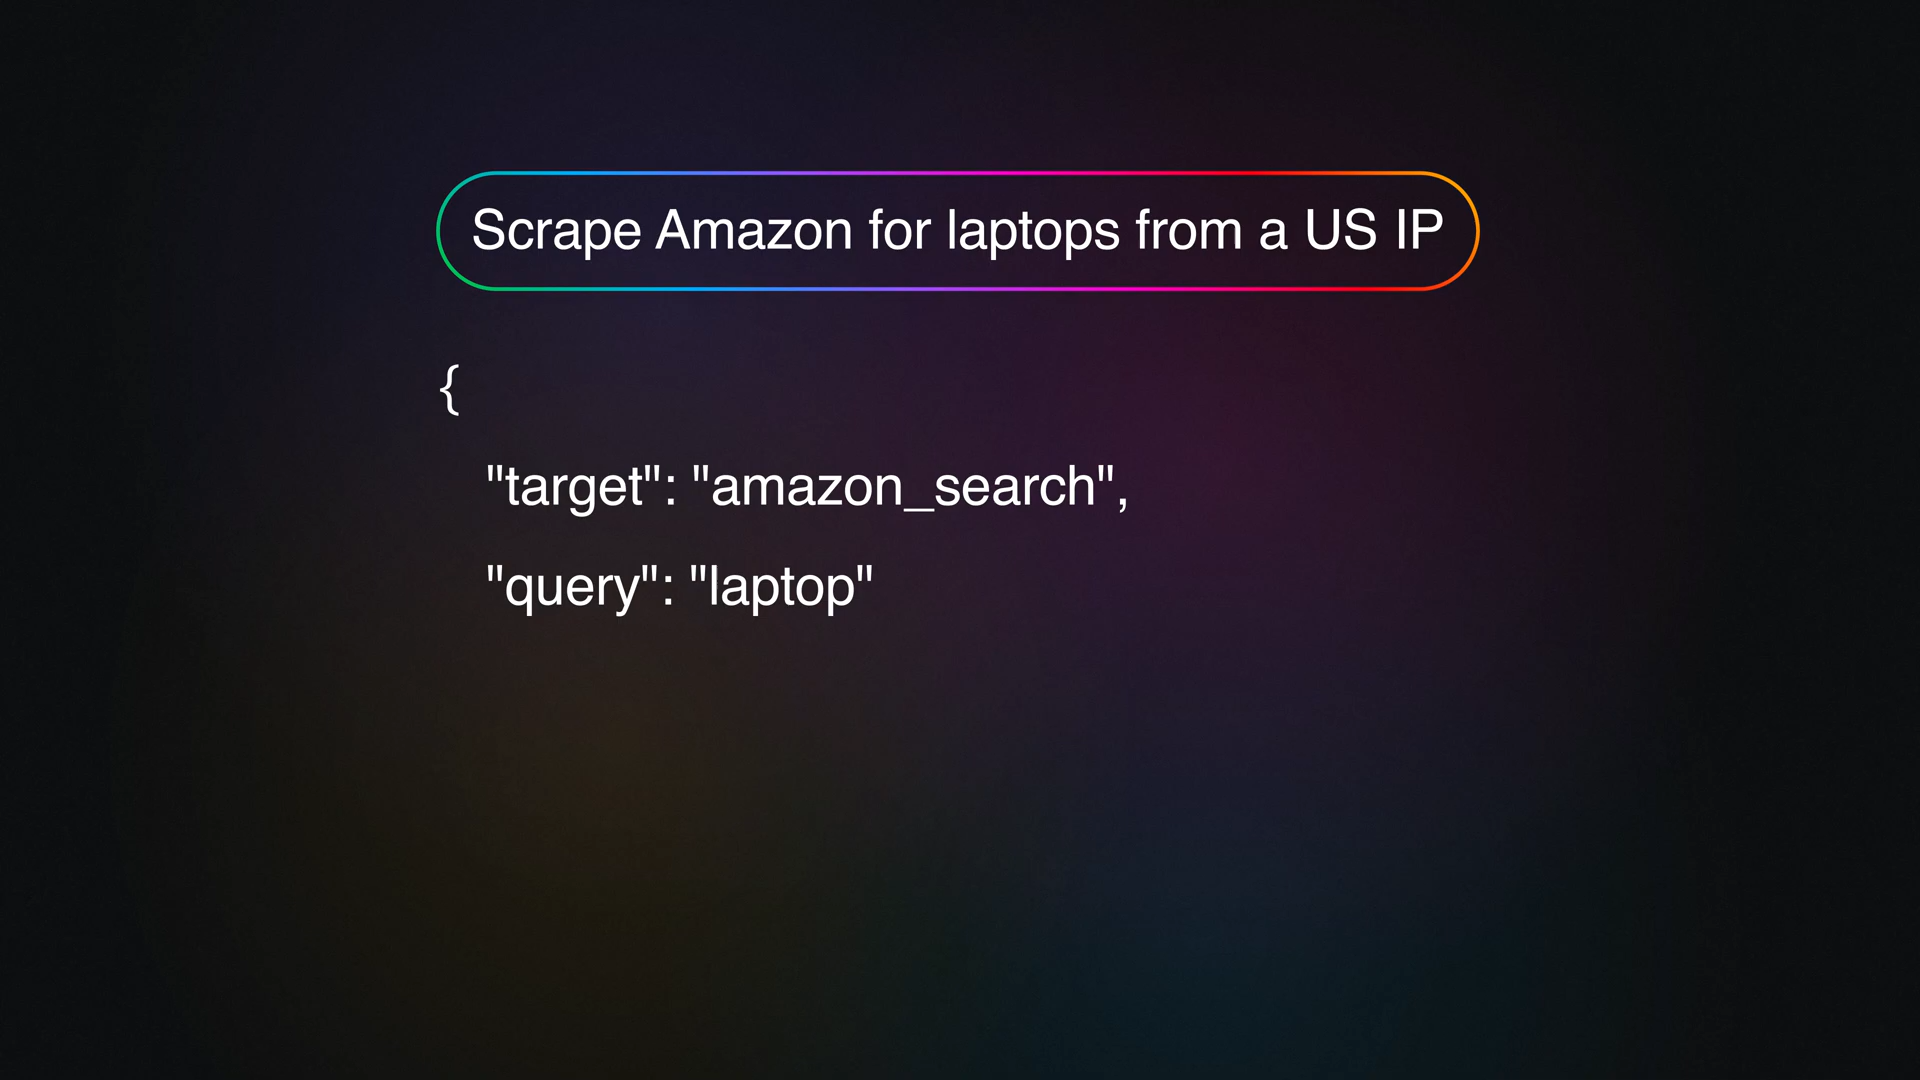 Scrape Amazon for laptops from a US IP
{
"target": "amazon_search",
"query": "laptop"